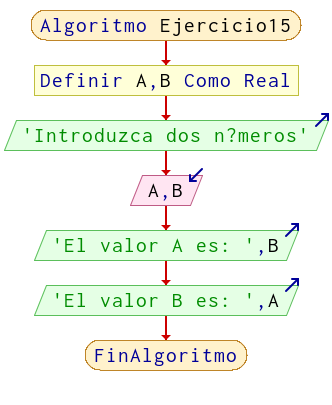 Algoritmo Ejercicio15
Definir A,B Como Real
'Introduzca dos n?meros'
A,B
'El valor A es: ',B
'El valor B es: ',A
FinAlgoritmo